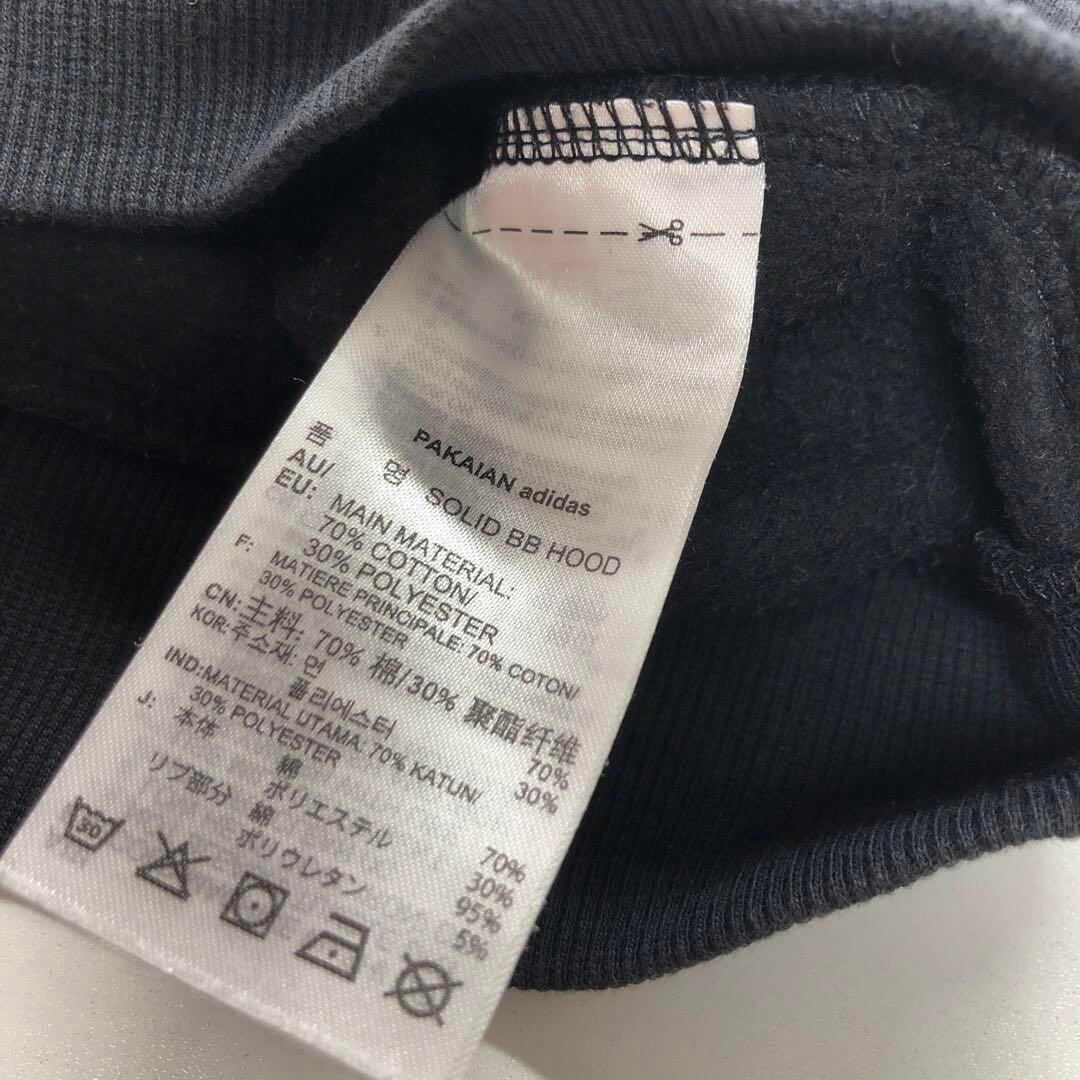 PAKAIAN adidas
품 명 SOLID BB HOOD
AU/
EU: MAIN MATERIAL:
70% COTTON/
30% POLYESTER
F: MATIERE PRINCIPALE: 70% COTON/
30% POLYESTER
CN: 主料: 70% 棉/30% 聚酯纤维
KOR: 주소재: 면 70%
폴리에스터 30%
IND:MATERIAL UTAMA: 70% KATUN/
30% POLYESTER
J: 本体 綿 70%
ポリエステル 30%
リブ部分 綿 95%
ポリウレタン 5%
30